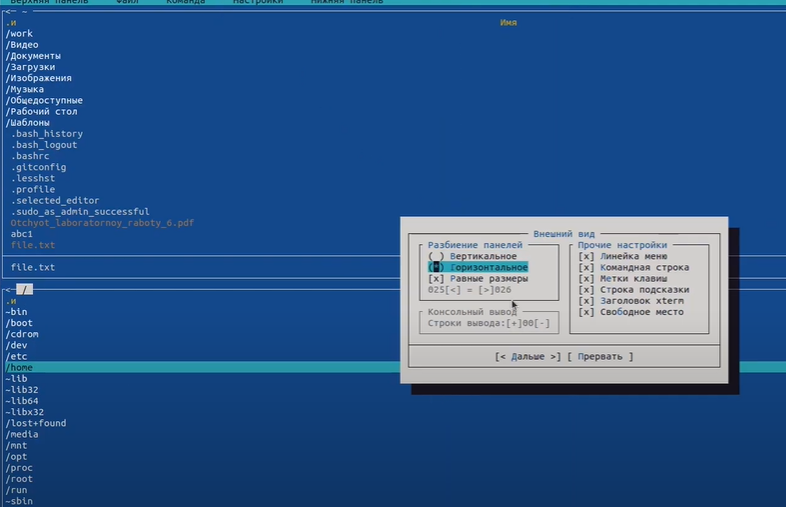 Верхняя панель Файл Команда Настройки Нижняя панель
<─ ~
.и Имя
/work
/Видео
/Документы
/Загрузки
/Изображения
/Музыка
/Общедоступные
/Рабочий стол
/Шаблоны
.bash_history
.bash_logout
.bashrc
.gitconfig
.lesshst
.profile
.selected_editor
.sudo_as_admin_successful
Otchyot_laboratornoy_raboty_6.pdf
abc1
file.txt
file.txt
<─ /
.и
~bin
/boot
/cdrom
/dev
/etc
/home
~lib
~lib32
~lib64
~libx32
/lost+found
/media
/mnt
/opt
/proc
/root
/run
~sbin
Внешний вид
Разбиение панелей
( ) Вертикальное
(*) Горизонтальное
[x] Равные размеры
025[<] = [>]026
Консольный вывод
Строки вывода:[+]00[-]
Прочие настройки
[x] Линейка меню
[x] Командная строка
[x] Метки клавиш
[x] Строка подсказки
[x] Заголовок xterm
[x] Свободное место
[< Дальше >] [ Прервать ]